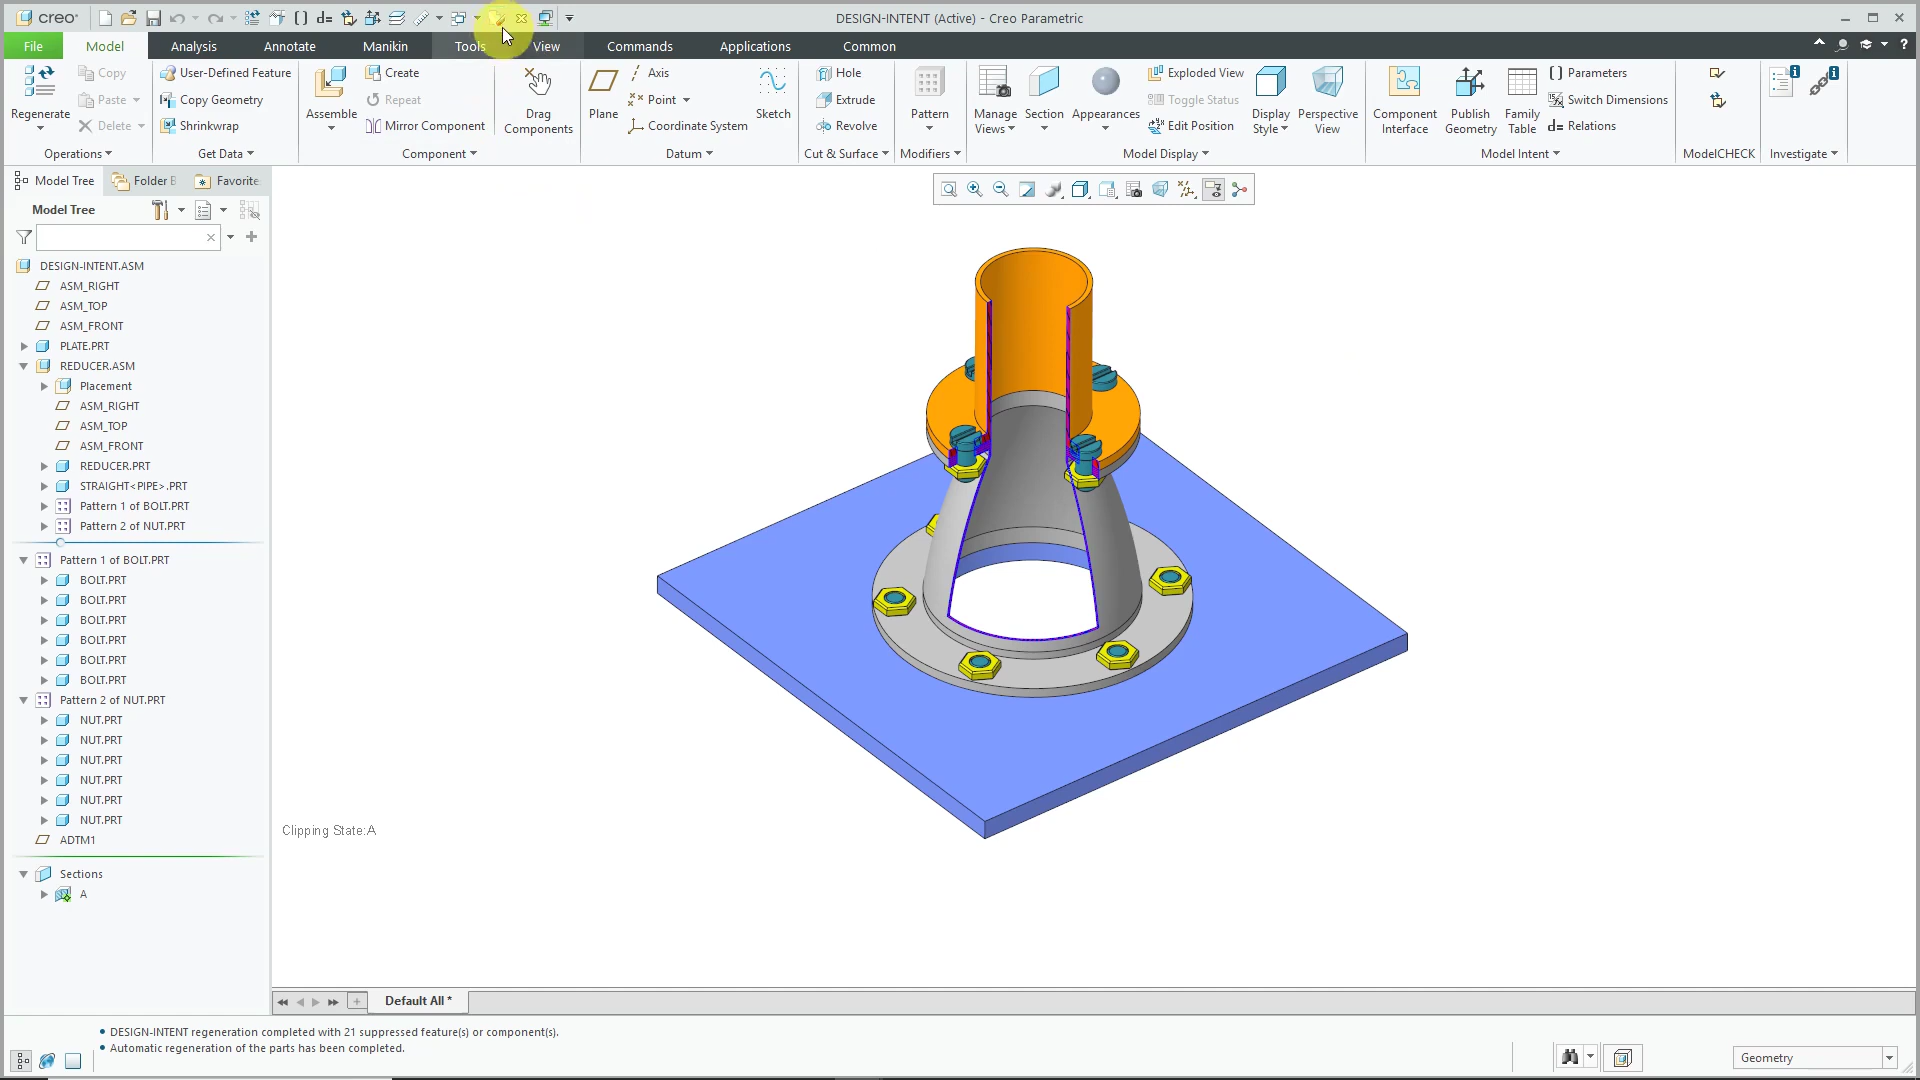 creo
DESIGN-INTENT (Active) - Creo Parametric
File Model Analysis Annotate Manikin Tools View Commands Applications Common
Regenerate
Copy
Paste
Delete
Operations
User-Defined Feature
Copy Geometry
Shrinkwrap
Get Data
Assemble
Create
Repeat
Mirror Component
Drag Components
Component
Plane
Axis
Point
Coordinate System
Sketch
Datum
Hole
Extrude
Revolve
Cut & Surface
Pattern
Modifiers
Manage Views
Section
Appearances
Exploded View
Toggle Status
Edit Position
Display Style
Perspective View
Model Display
Component Interface
Publish Geometry
Family Table
Parameters
Switch Dimensions
d= Relations
Model Intent
ModelCHECK
Investigate
Model Tree Folder B Favorite
Model Tree
DESIGN-INTENT.ASM
ASM_RIGHT
ASM_TOP
ASM_FRONT
PLATE.PRT
REDUCER.ASM
Placement
ASM_RIGHT
ASM_TOP
ASM_FRONT
REDUCER.PRT
STRAIGHT<PIPE>.PRT
Pattern 1 of BOLT.PRT
Pattern 2 of NUT.PRT
Pattern 1 of BOLT.PRT
BOLT.PRT
BOLT.PRT
BOLT.PRT
BOLT.PRT
BOLT.PRT
BOLT.PRT
Pattern 2 of NUT.PRT
NUT.PRT
NUT.PRT
NUT.PRT
NUT.PRT
NUT.PRT
NUT.PRT
ADTM1
Sections
A
Clipping State:A
Default All *
DESIGN-INTENT regeneration completed with 21 suppressed feature(s) or component(s).
Automatic regeneration of the parts has been completed.
Geometry